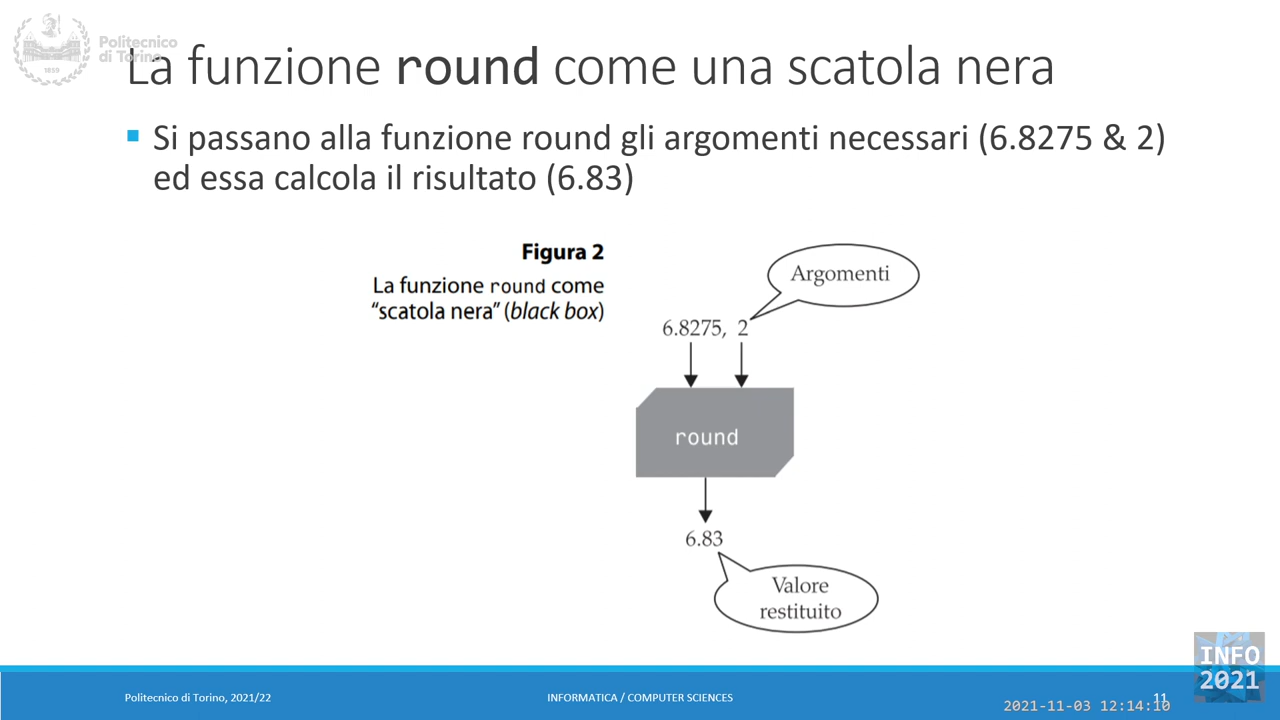 Politecnico
di Torino
1859
La funzione round come una scatola nera
Si passano alla funzione round gli argomenti necessari (6.8275 & 2)
ed essa calcola il risultato (6.83)
Figura 2
La funzione round come
“scatola nera” (black box)
Argomenti
6.8275, 2
round
6.83
Valore
restituito
INFO
2021
Politecnico di Torino, 2021/22
INFORMATICA / COMPUTER SCIENCES
11
2021-11-03 12:14:10